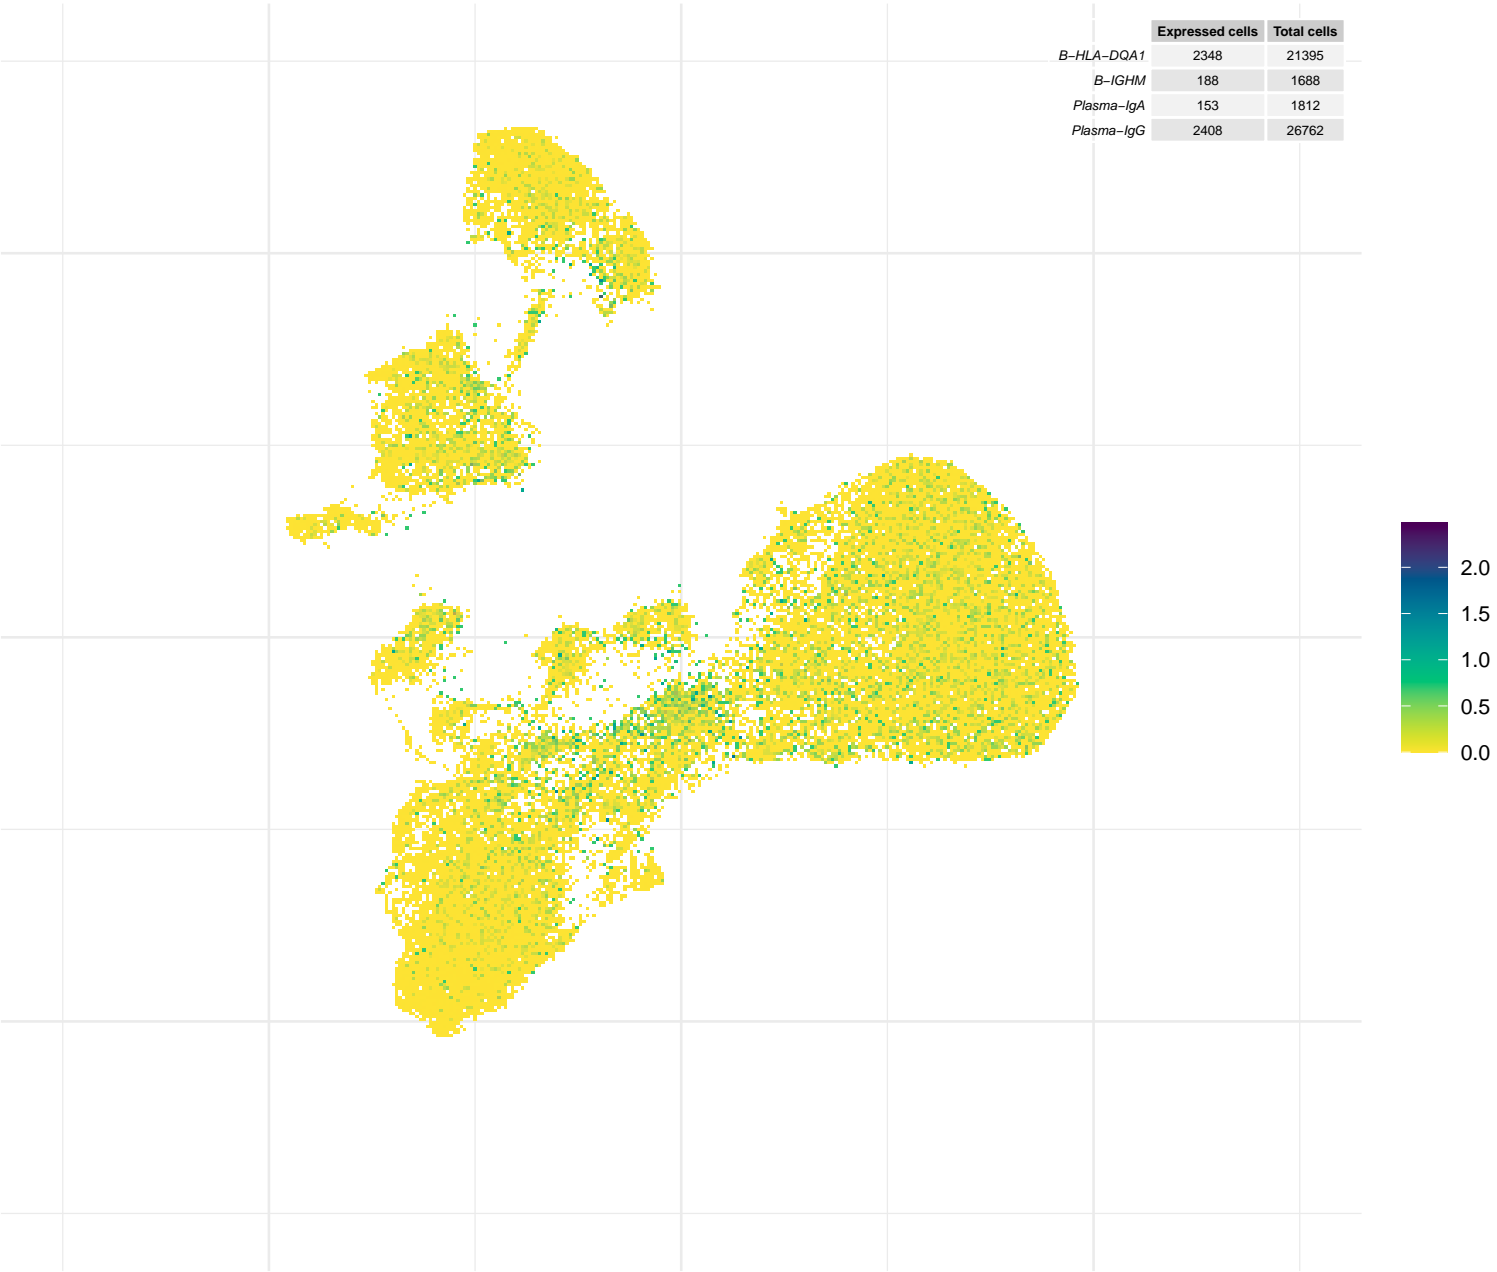 Expressed cells Total cells
B−HLA−DQA1 2348 21395
B−IGHM 188 1688
Plasma−IgA 153 1812
Plasma−IgG 2408 26762
2.0
1.5
1.0
0.5
0.0